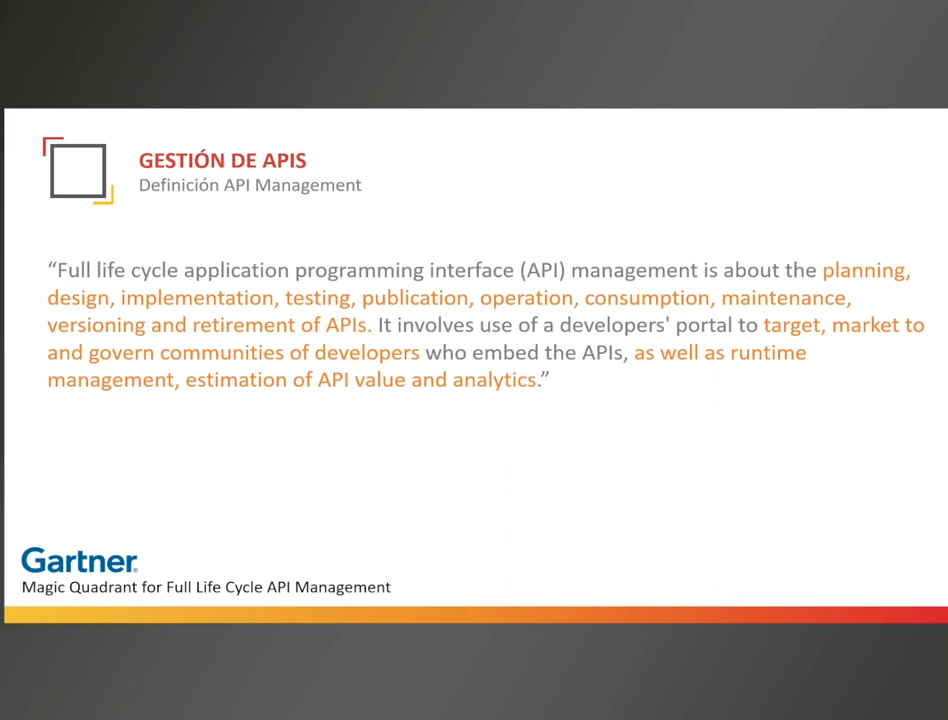 GESTIÓN DE APIS
Definición API Management
“Full life cycle application programming interface (API) management is about the planning,
design, implementation, testing, publication, operation, consumption, maintenance,
versioning and retirement of APIs. It involves use of a developers' portal to target, market to
and govern communities of developers who embed the APIs, as well as runtime
management, estimation of API value and analytics.”
Gartner
Magic Quadrant for Full Life Cycle API Management